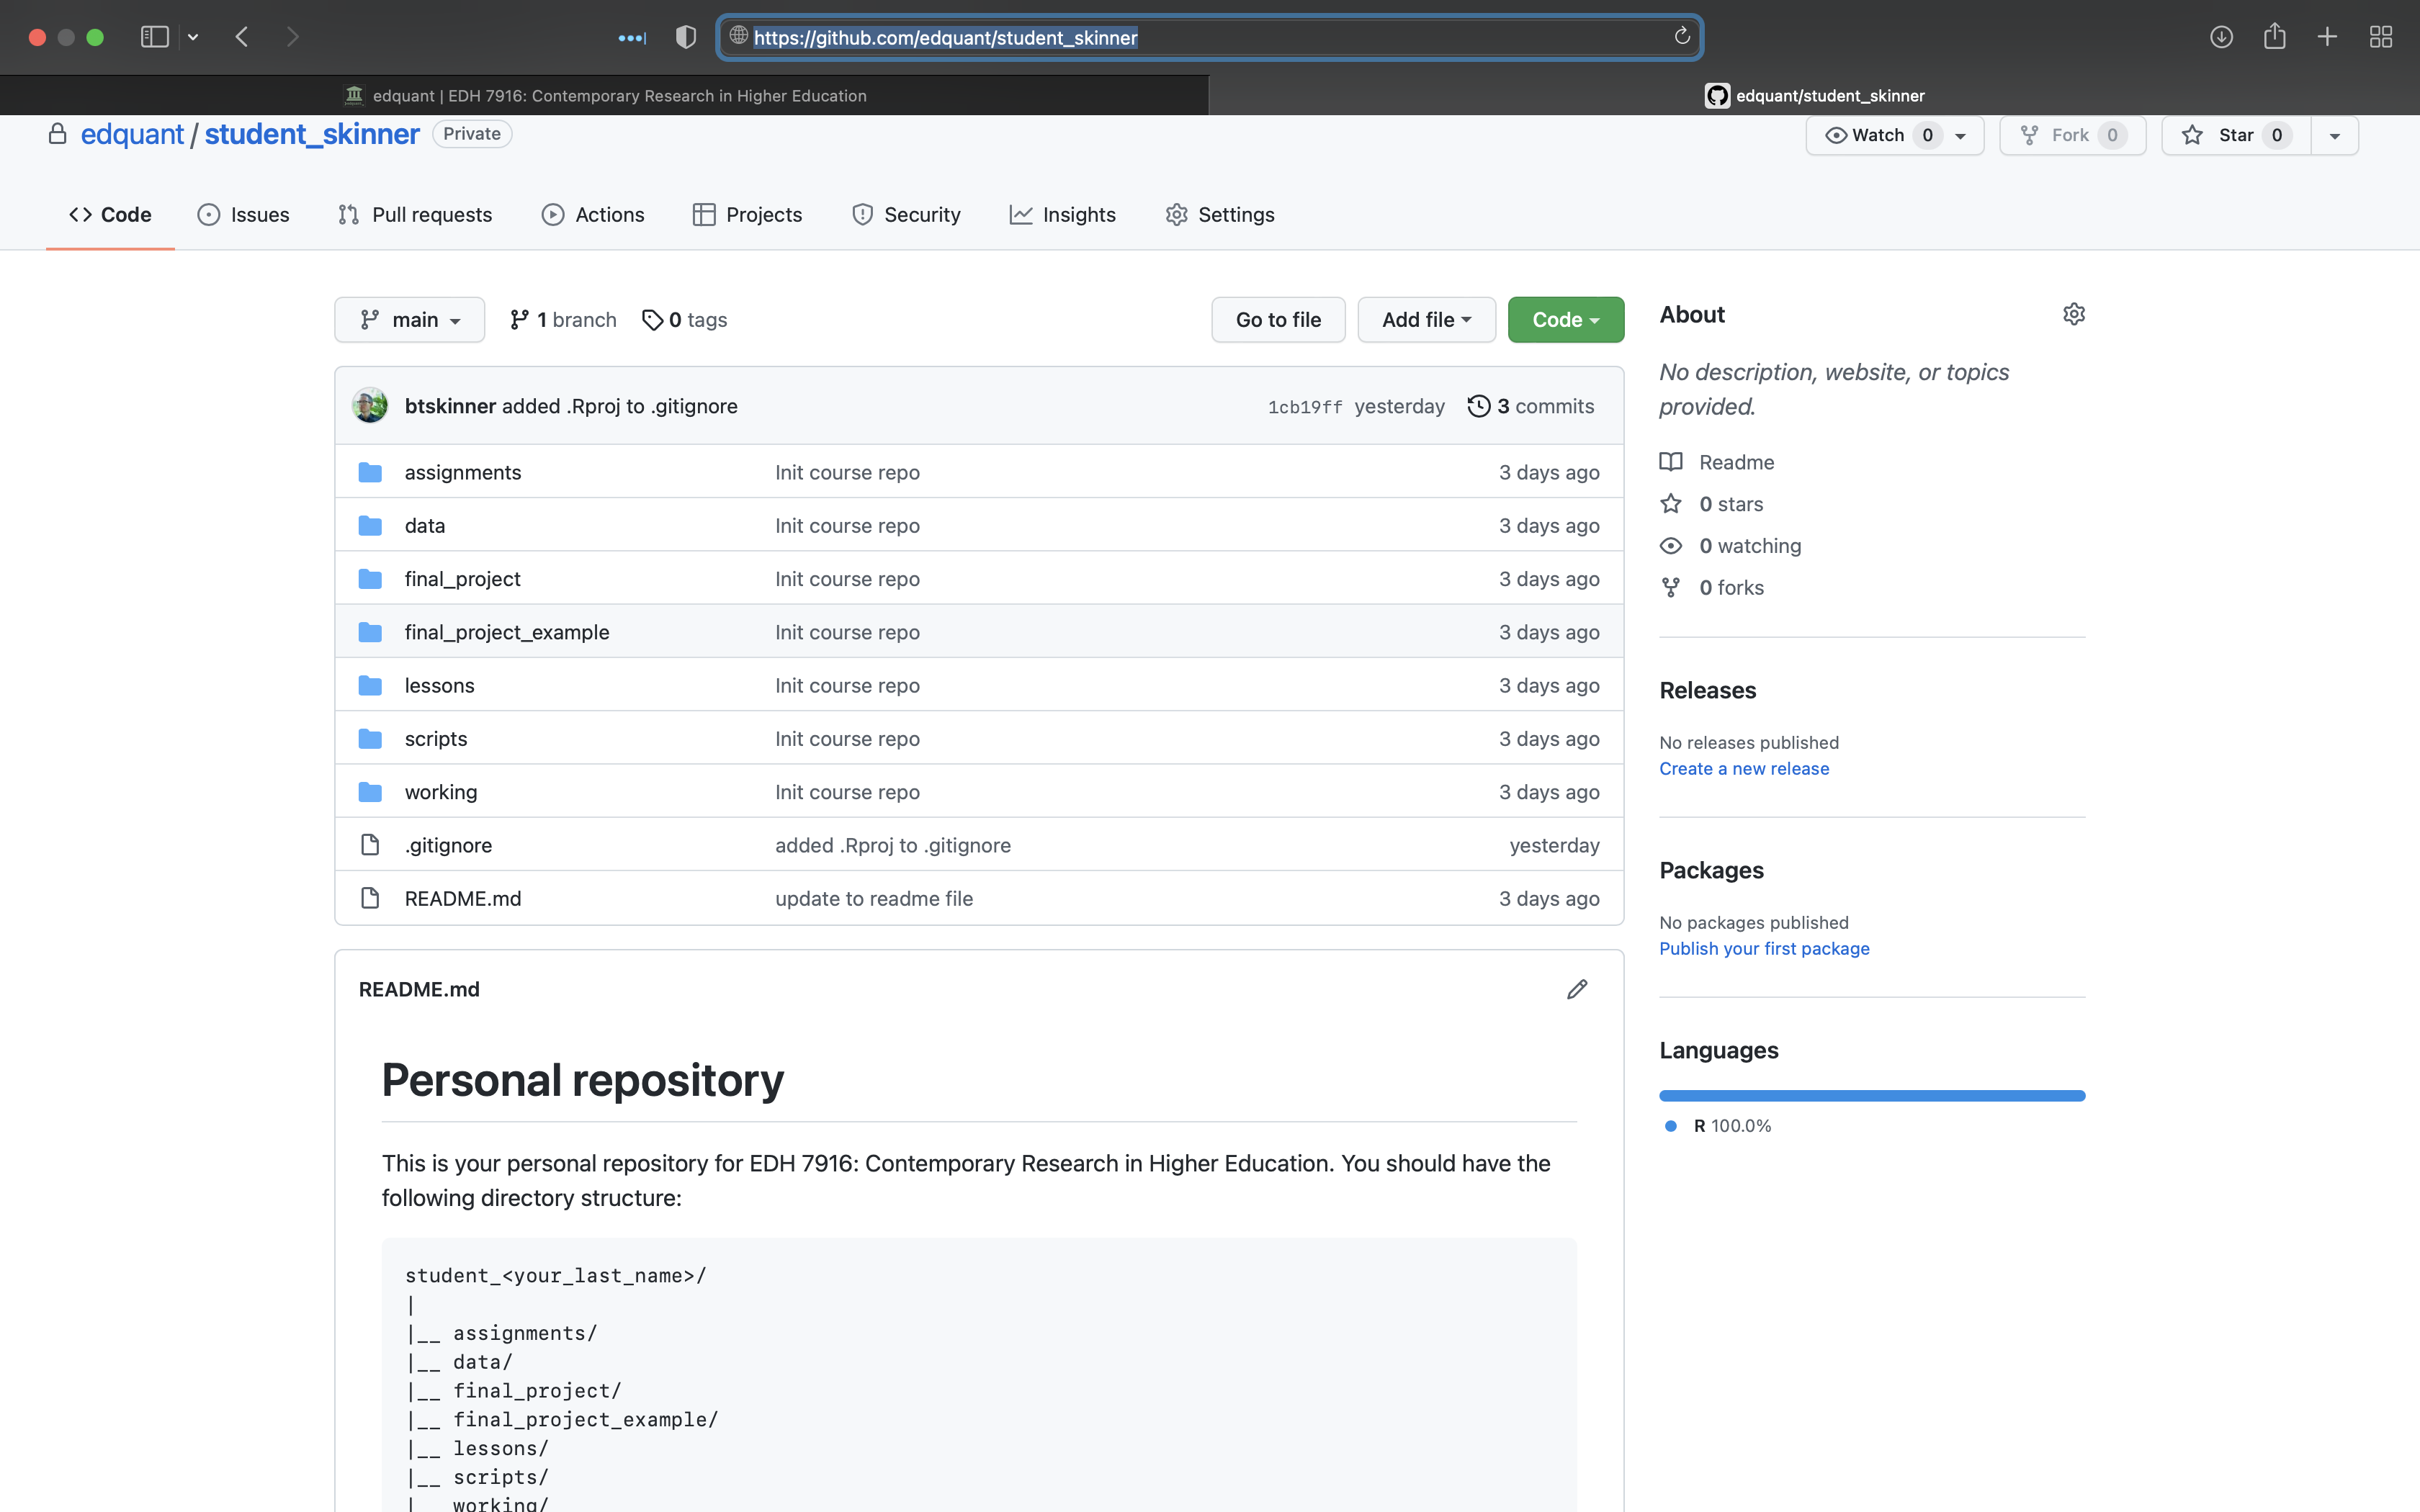 https://github.com/edquant/student_skinner
edquant | EDH 7916: Contemporary Research in Higher Education
edquant/student_skinner
edquant / student_skinner Private
Watch 0
Fork 0
Star 0
Code
Issues
Pull requests
Actions
Projects
Security
Insights
Settings
main
1 branch
0 tags
Go to file
Add file
Code
btskinner added .Rproj to .gitignore 1cb19ff yesterday 3 commits
assignments Init course repo 3 days ago
data Init course repo 3 days ago
final_project Init course repo 3 days ago
final_project_example Init course repo 3 days ago
lessons Init course repo 3 days ago
scripts Init course repo 3 days ago
working Init course repo 3 days ago
.gitignore added .Rproj to .gitignore yesterday
README.md update to readme file 3 days ago
README.md
Personal repository
This is your personal repository for EDH 7916: Contemporary Research in Higher Education. You should have the
following directory structure:
student_<your_last_name>/
|
|__ assignments/
|__ data/
|__ final_project/
|__ final_project_example/
|__ lessons/
|__ scripts/
|__ working/
About
No description, website, or topics
provided.
Readme
0 stars
0 watching
0 forks
Releases
No releases published
Create a new release
Packages
No packages published
Publish your first package
Languages
R 100.0%